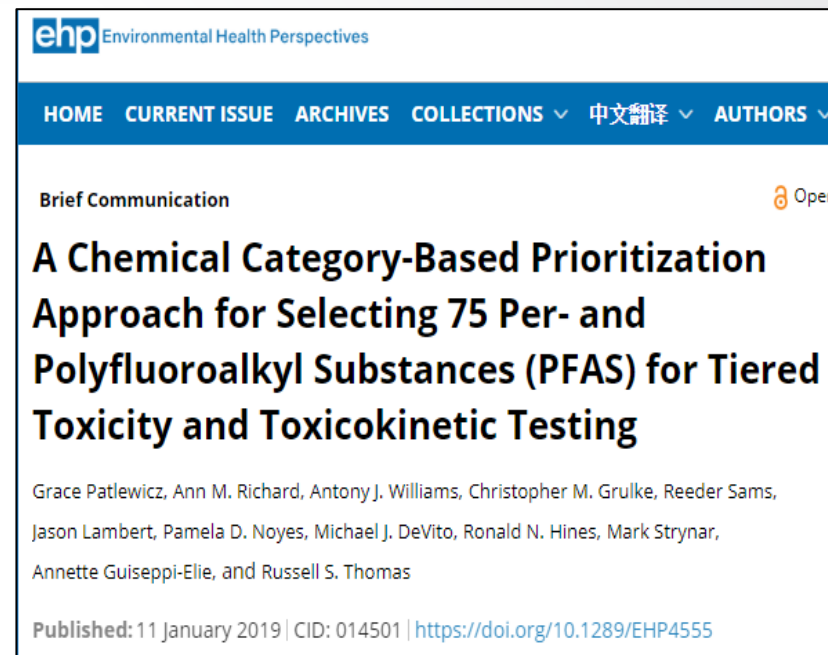 ehp Environmental Health Perspectives
HOME CURRENT ISSUE ARCHIVES COLLECTIONS 中文翻译 AUTHORS
Brief Communication
A Chemical Category-Based Prioritization
Approach for Selecting 75 Per- and
Polyfluoroalkyl Substances (PFAS) for Tiered
Toxicity and Toxicokinetic Testing
Grace Patlewicz, Ann M. Richard, Antony J. Williams, Christopher M. Grulke, Reeder Sams,
Jason Lambert, Pamela D. Noyes, Michael J. DeVito, Ronald N. Hines, Mark Strynar,
Annette Guiseppi-Elie, and Russell S. Thomas
Published: 11 January 2019 | CID: 014501 | https://doi.org/10.1289/EHP4555